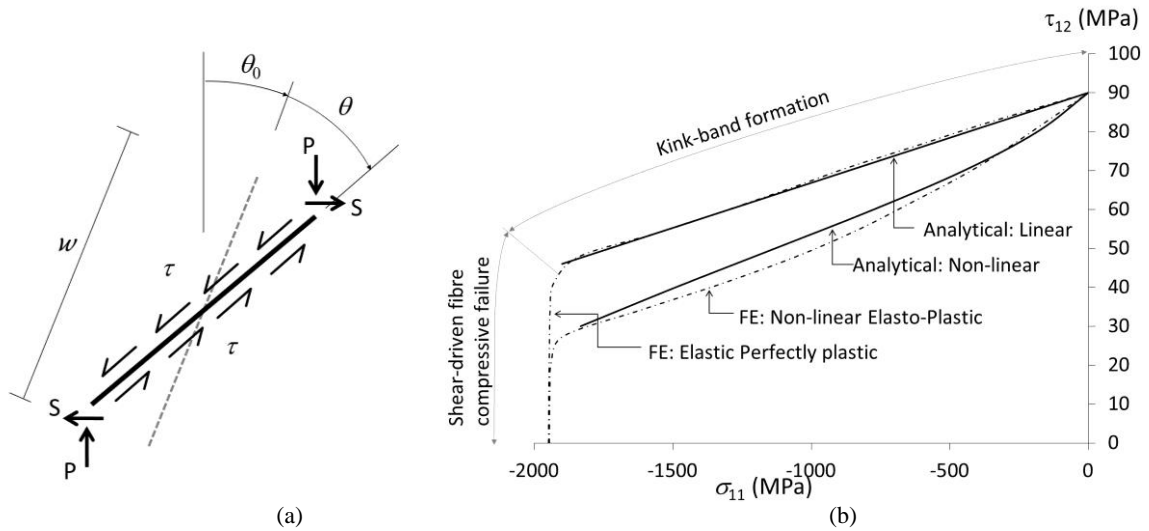 θ₀
θ
P
S
w
τ
τ
S
P
(a)
τ₁₂ (MPa)
100
90
80
70
60
50
40
30
20
10
0
Kink-band formation
Shear-driven fibre
compressive failure
Analytical: Linear
Analytical: Non-linear
FE: Non-linear Elasto-Plastic
FE: Elastic Perfectly plastic
-2000
-1500
-1000
-500
0
σ₁₁ (MPa)
(b)